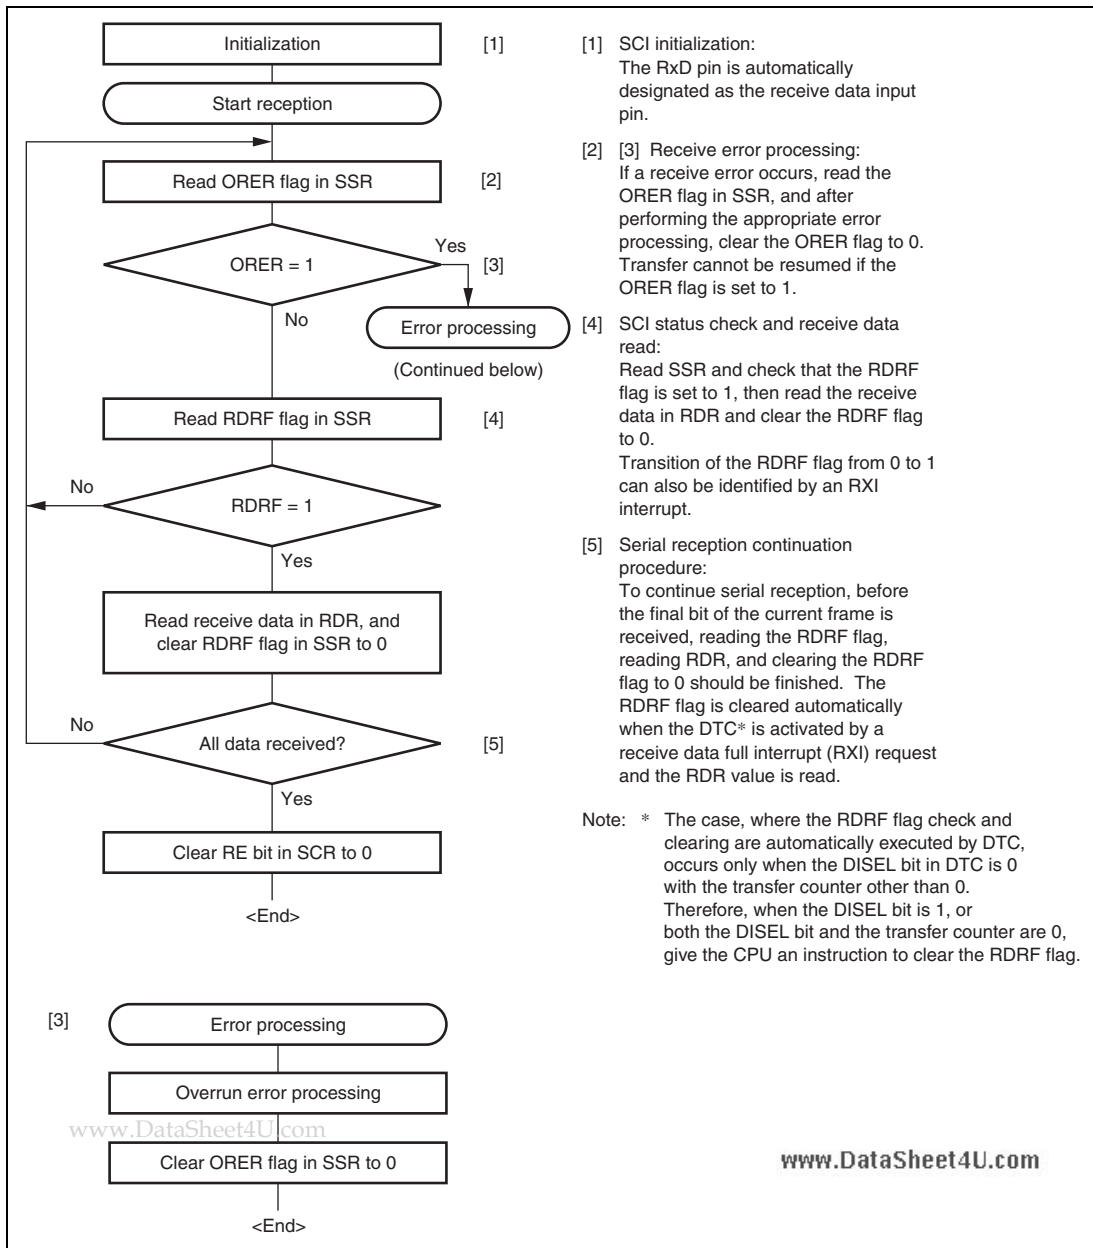 Initialization
[1]
Start reception
Read ORER flag in SSR
[2]
ORER = 1
Yes
[3]
No
Error processing
(Continued below)
Read RDRF flag in SSR
[4]
No
RDRF = 1
Yes
Read receive data in RDR, and
clear RDRF flag in SSR to 0
No
All data received?
[5]
Yes
Clear RE bit in SCR to 0
<End>
[1] SCI initialization:
The RxD pin is automatically
designated as the receive data input
pin.
[2] [3] Receive error processing:
If a receive error occurs, read the
ORER flag in SSR, and after
performing the appropriate error
processing, clear the ORER flag to 0.
Transfer cannot be resumed if the
ORER flag is set to 1.
[4] SCI status check and receive data
read:
Read SSR and check that the RDRF
flag is set to 1, then read the receive
data in RDR and clear the RDRF flag
to 0.
Transition of the RDRF flag from 0 to 1
can also be identified by an RXI
interrupt.
[5] Serial reception continuation
procedure:
To continue serial reception, before
the final bit of the current frame is
received, reading the RDRF flag,
reading RDR, and clearing the RDRF
flag to 0 should be finished. The
RDRF flag is cleared automatically
when the DTC* is activated by a
receive data full interrupt (RXI) request
and the RDR value is read.
Note: * The case, where the RDRF flag check and
clearing are automatically executed by DTC,
occurs only when the DISEL bit in DTC is 0
with the transfer counter other than 0.
Therefore, when the DISEL bit is 1, or
both the DISEL bit and the transfer counter are 0,
give the CPU an instruction to clear the RDRF flag.
[3]
Error processing
Overrun error processing
www.DataSheet4U.com
Clear ORER flag in SSR to 0
<End>
www.DataSheet4U.com